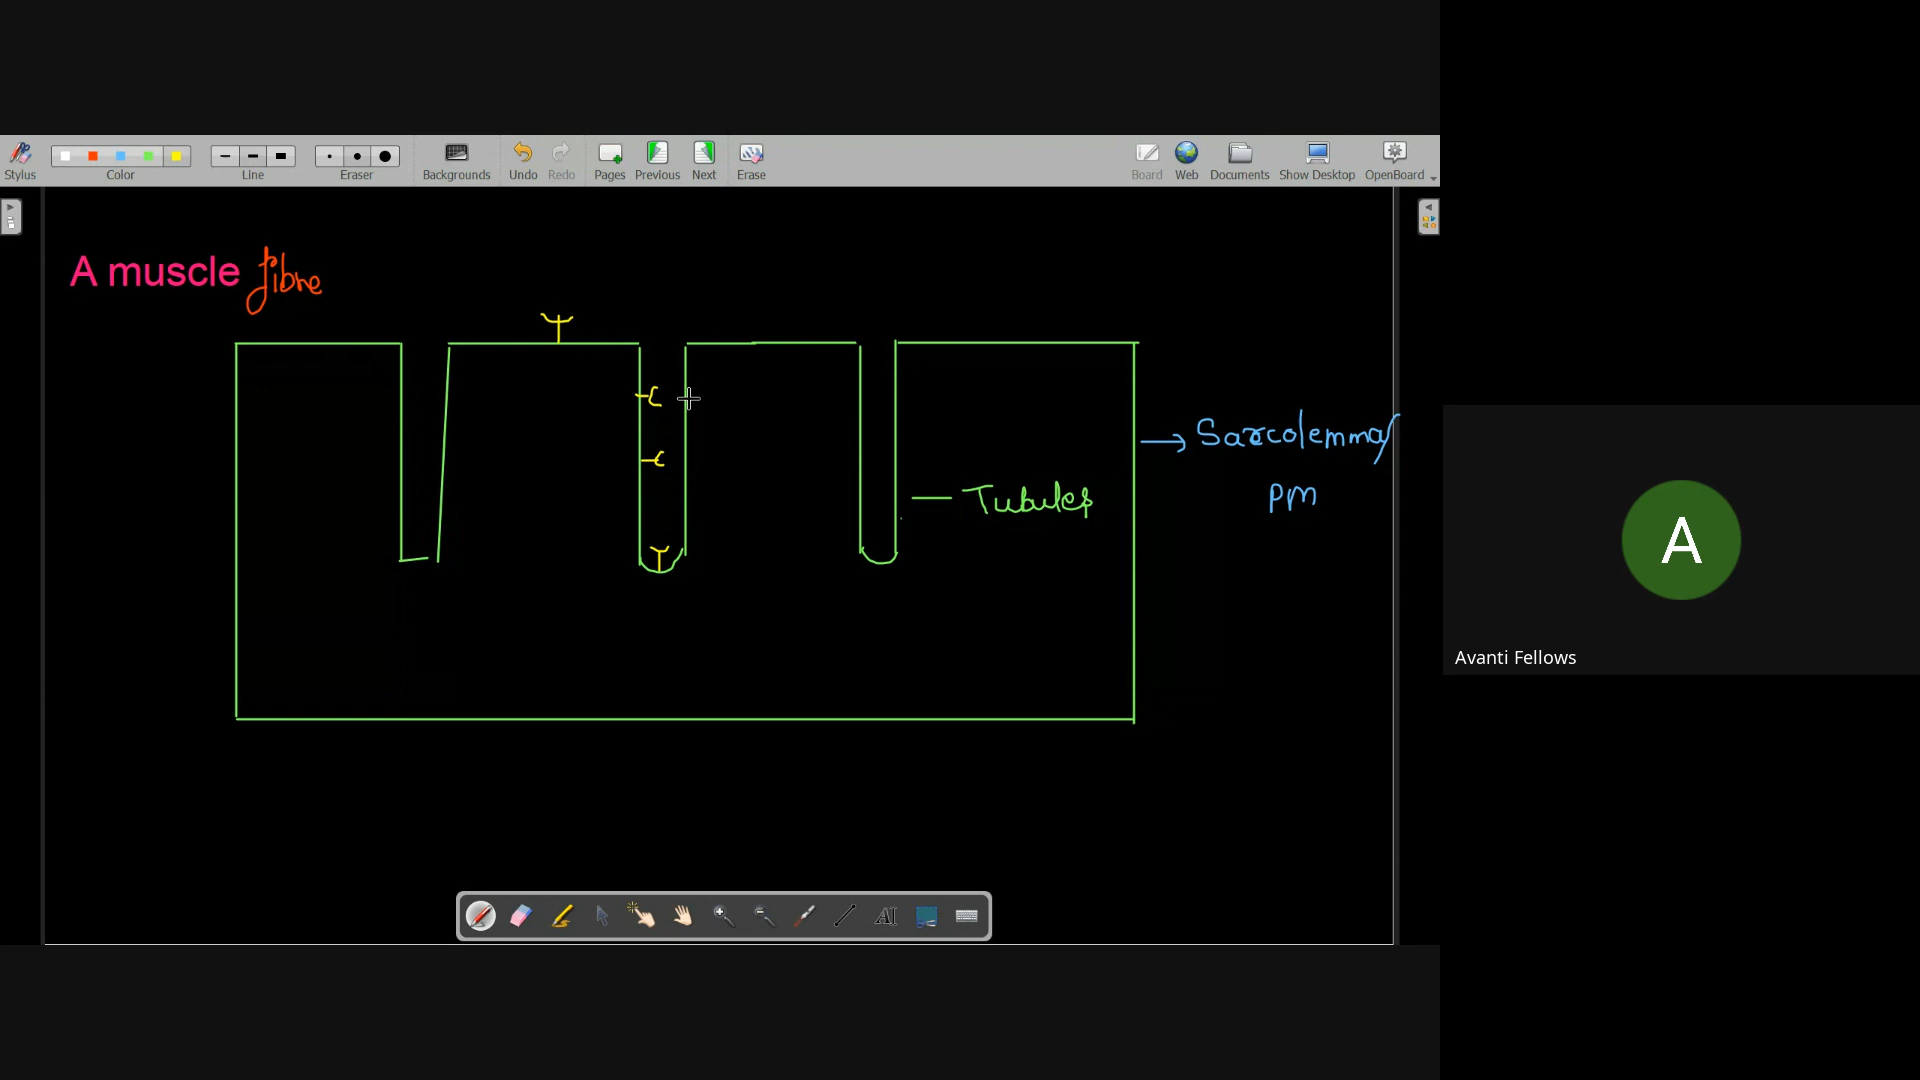 Stylus Color Line Eraser Backgrounds Undo Redo Pages Previous Next Erase Board Web Documents Show Desktop OpenBoard
A muscle fibre
Sarcolemma/
PM
Tubules
A
Avanti Fellows